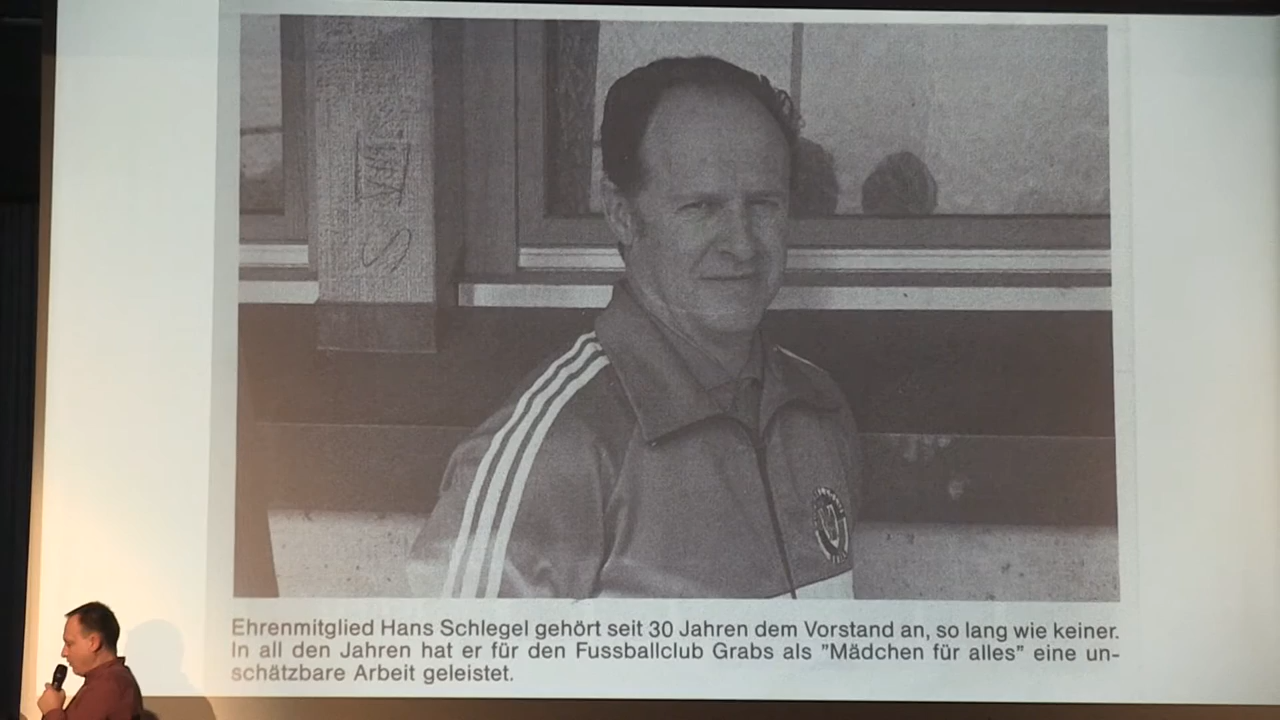 Ehrenmitglied Hans Schlegel gehört seit 30 Jahren dem Vorstand an, so lang wie keiner.
In all den Jahren hat er für den Fussballclub Grabs als "Mädchen für alles" eine un-
schätzbare Arbeit geleistet.